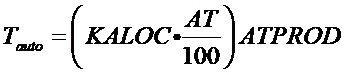 T_auto = (KALOC • AT/100) ATPROD